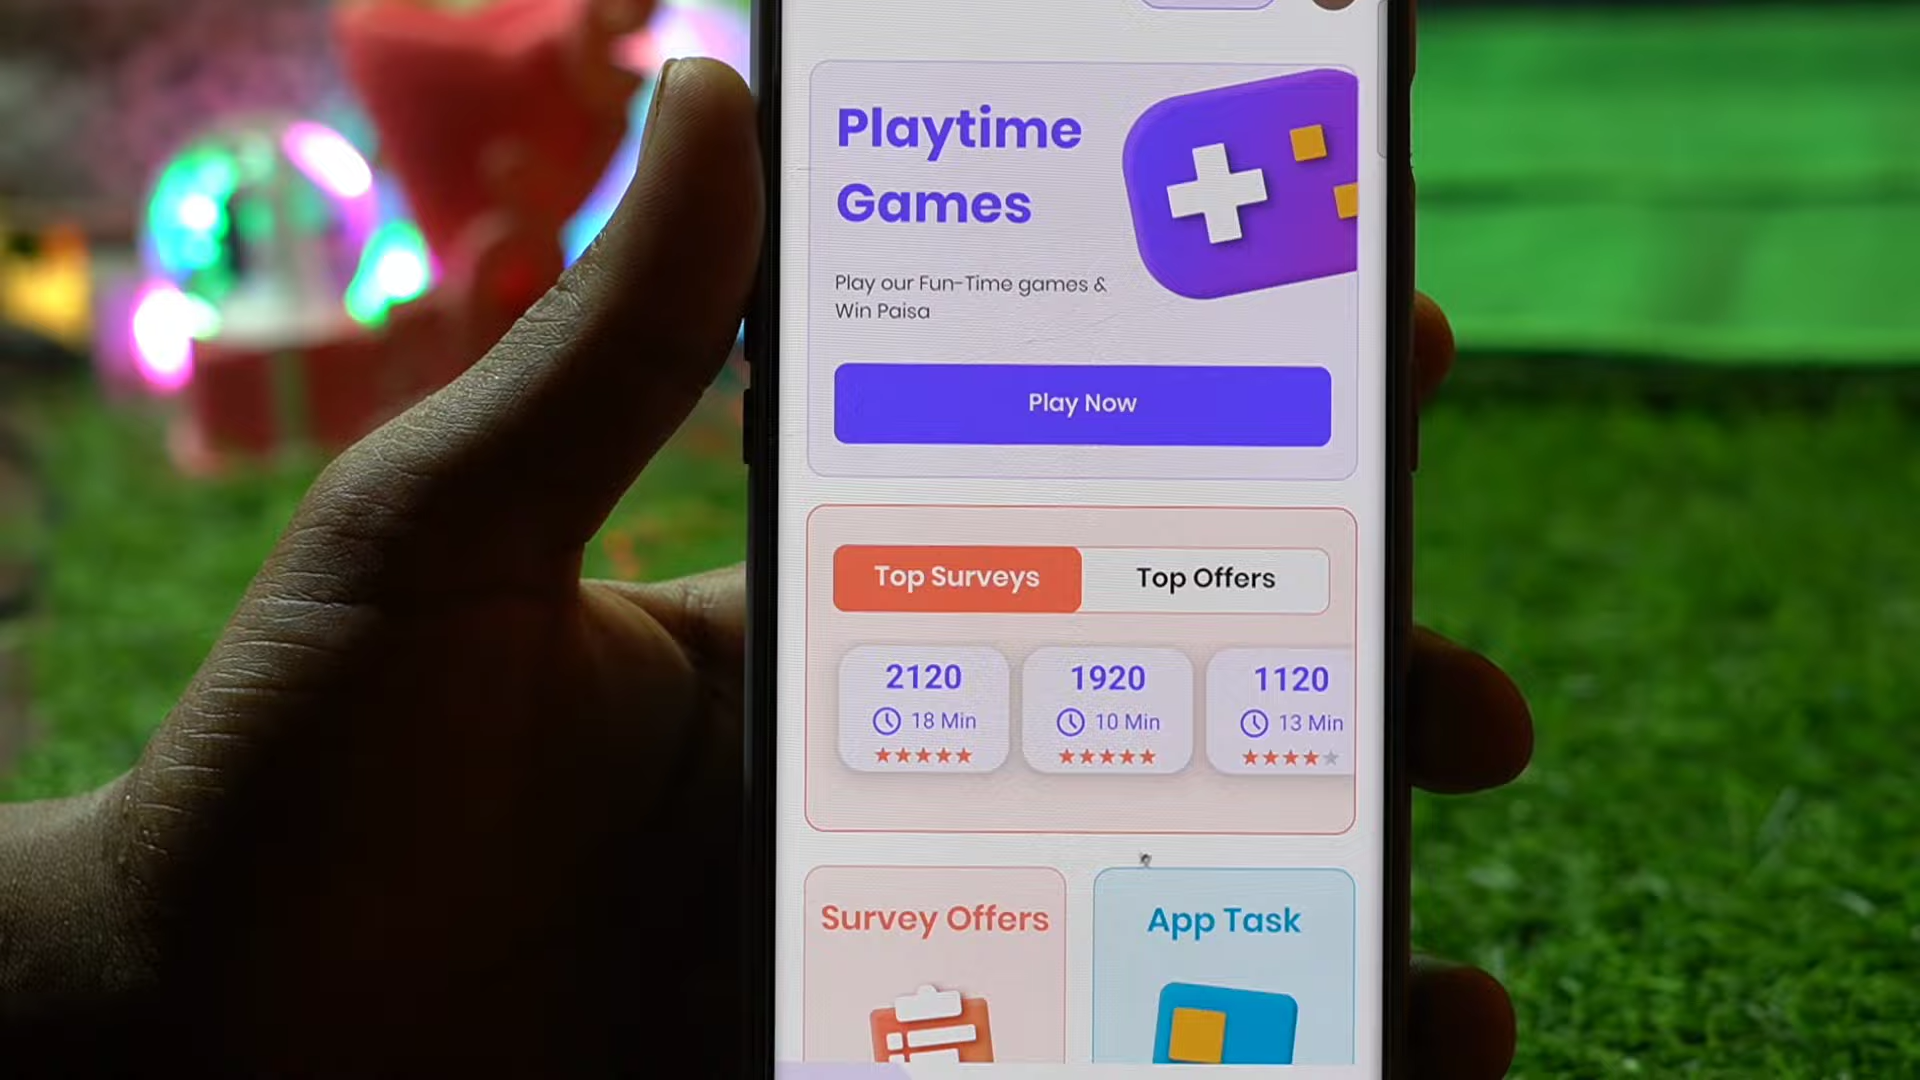 Playtime
Games
Play our Fun-Time games &
Win Paisa
Play Now
Top Surveys
Top Offers
2120
1920
1120
18 Min
10 Min
13 Min
Survey Offers
App Task